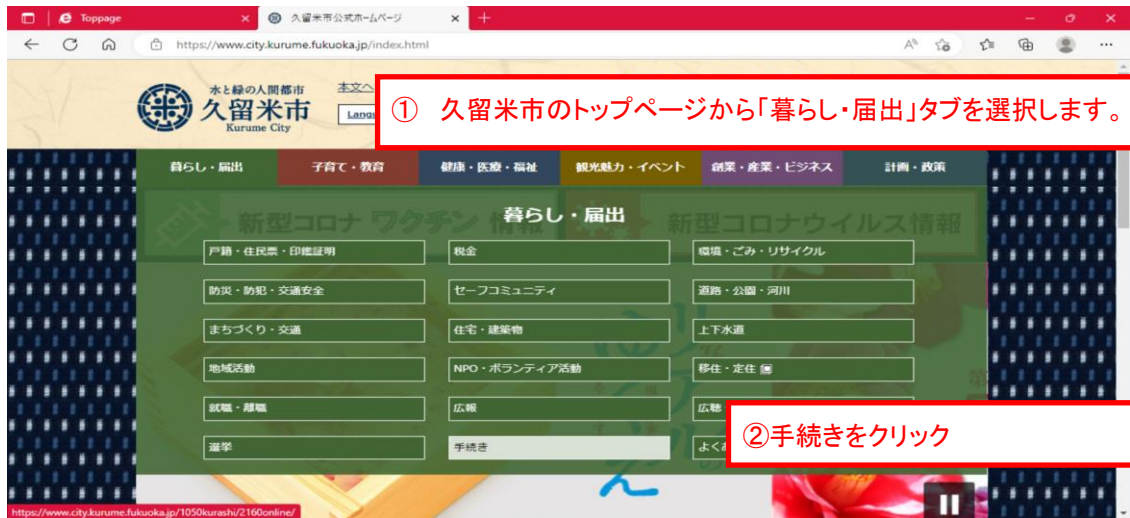 Toppage
久留米市公式ホームページ
https://www.city.kurume.fukuoka.jp/index.html
水と緑の人間都市
久留米市
Kurume City
本文へ
① 久留米市のトップページから「暮らし・届出」タブを選択します。
暮らし・届出 子育て・教育 健康・医療・福祉 観光魅力・イベント 創業・産業・ビジネス 計画・政策
新型コロナ ワクチン 情報 新型コロナウイルス情報
暮らし・届出
戸籍・住民票・印鑑証明 税金 環境・ごみ・リサイクル
防災・防犯・交通安全 セーフコミュニティ 道路・公園・河川
まちづくり・交通 住宅・建築物 上下水道
地域活動 NPO・ボランティア活動 移住・定住
就職・離職 広報 広聴
②手続きをクリック
選挙 手続き よく
https://www.city.kurume.fukuoka.jp/1050kurashi/2160online/